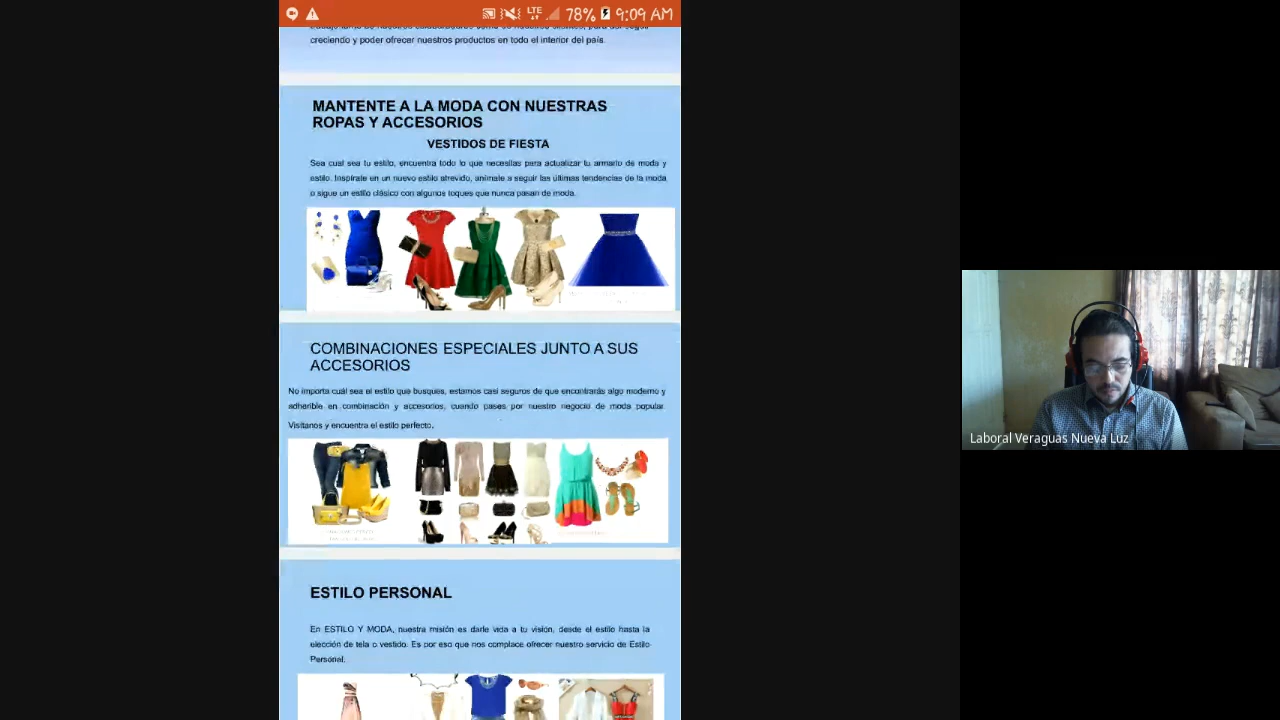 LTE 78% 9:09 AM
creciendo y poder ofrecer nuestros productos en todo el interior del país.
MANTENTE A LA MODA CON NUESTRAS
ROPAS Y ACCESORIOS
VESTIDOS DE FIESTA
Sea cual sea tu estilo, encuentra todo lo que necesitas para actualizar tu armario de moda y
estilo. Inspírate en un nuevo estilo atrevido, anímate a seguir las últimas tendencias de la moda
o sigue un estilo clásico con algunos toques que nunca pasan de moda.
COMBINACIONES ESPECIALES JUNTO A SUS
ACCESORIOS
No importa cuál sea el estilo que busques, estamos casi seguros de que encontrarás algo moderno y
adherible en combinación y accesorios, cuando pases por nuestro negocio de moda popular.
Visítanos y encuentra el estilo perfecto.
ESTILO PERSONAL
En ESTILO Y MODA, nuestra misión es darle vida a tu visión, desde el estilo hasta la
elección de tela o vestido. Es por eso que nos complace ofrecer nuestro servicio de Estilo
Personal.
Laboral Veraguas Nueva Luz